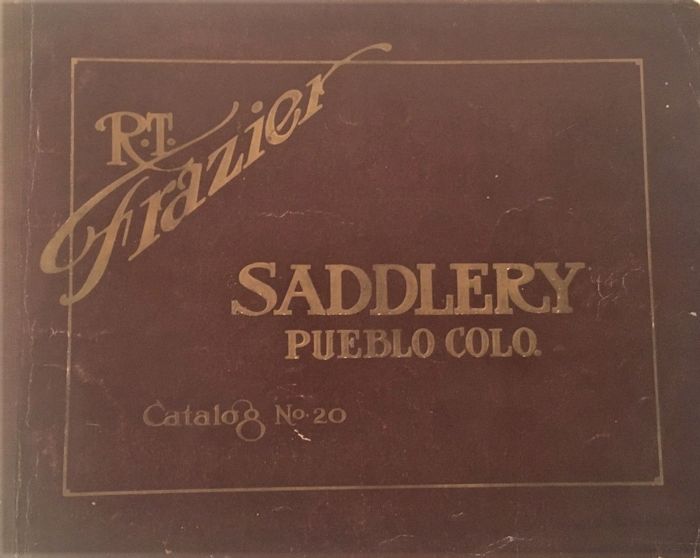 R.T.
Frazier
SADDLERY
PUEBLO COLO.
Catalog No. 20